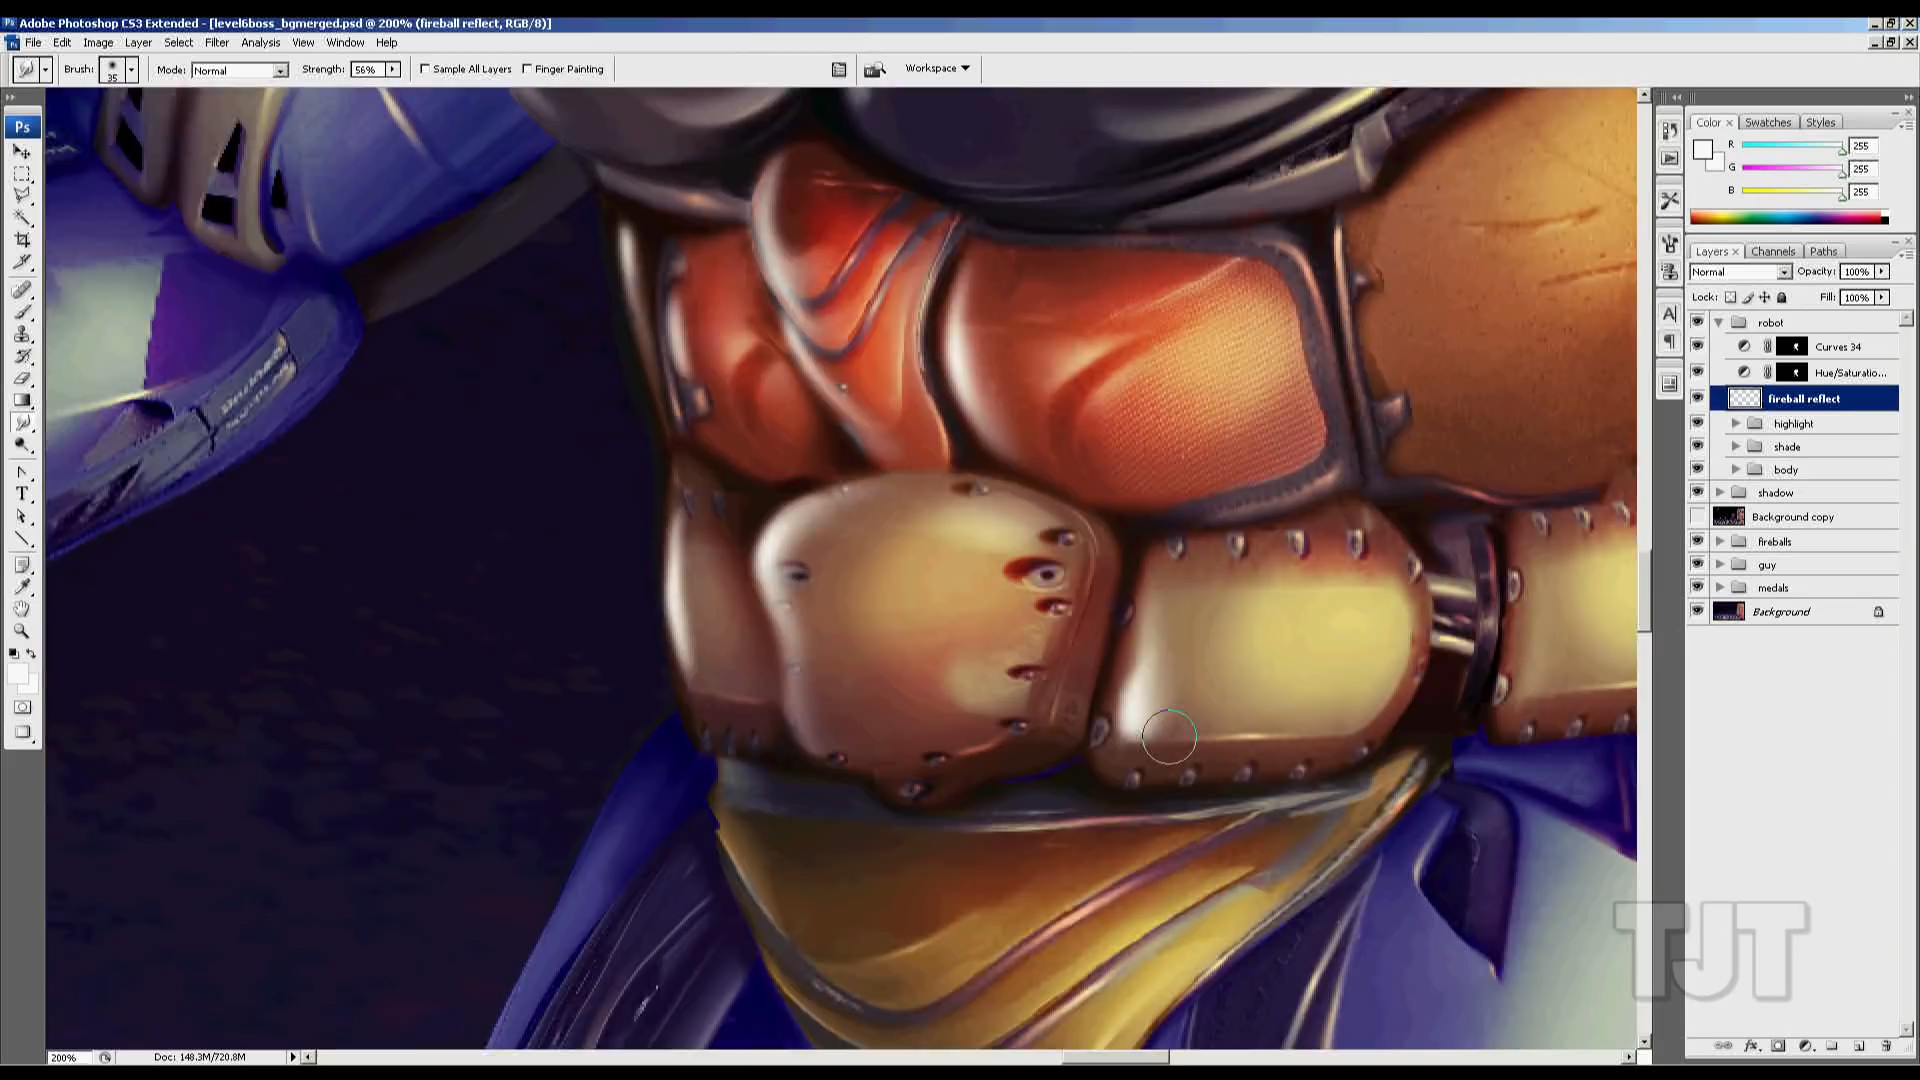 Adobe Photoshop CS3 Extended - [level6boss_bgmerged.psd @ 200% (fireball reflect, RGB/8)]
File Edit Image Layer Select Filter Analysis View Window Help
Brush: 35 Mode: Normal Strength: 56% Sample All Layers Finger Painting Workspace
Ps
Color Swatches Styles
R 255
G 255
B 255
Layers Channels Paths
Normal Opacity: 100%
Lock: Fill: 100%
robot
Curves 34
Hue/Saturatio...
fireball reflect
highlight
shade
body
shadow
Background copy
fireballs
guy
medals
Background
TJT
200% Doc: 148.3M/720.8M